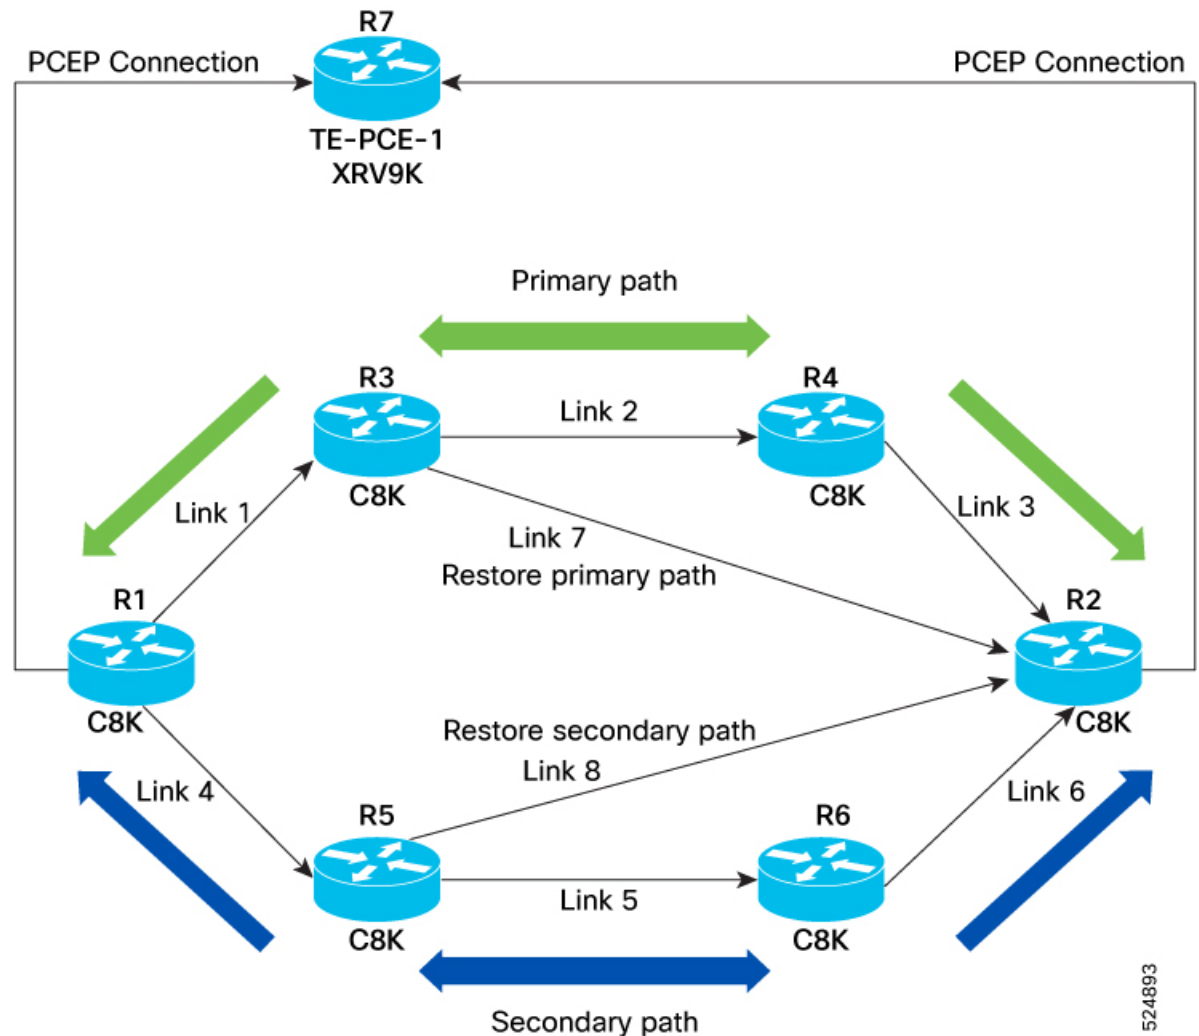 R7
PCEP Connection
PCEP Connection
TE-PCE-1
XRV9K
Primary path
R3
R4
Link 2
C8K
C8K
Link 1
Link 3
Link 7
Restore primary path
R1
R2
C8K
C8K
Restore secondary path
Link 8
Link 4
Link 6
R5
R6
Link 5
C8K
C8K
Secondary path
524893